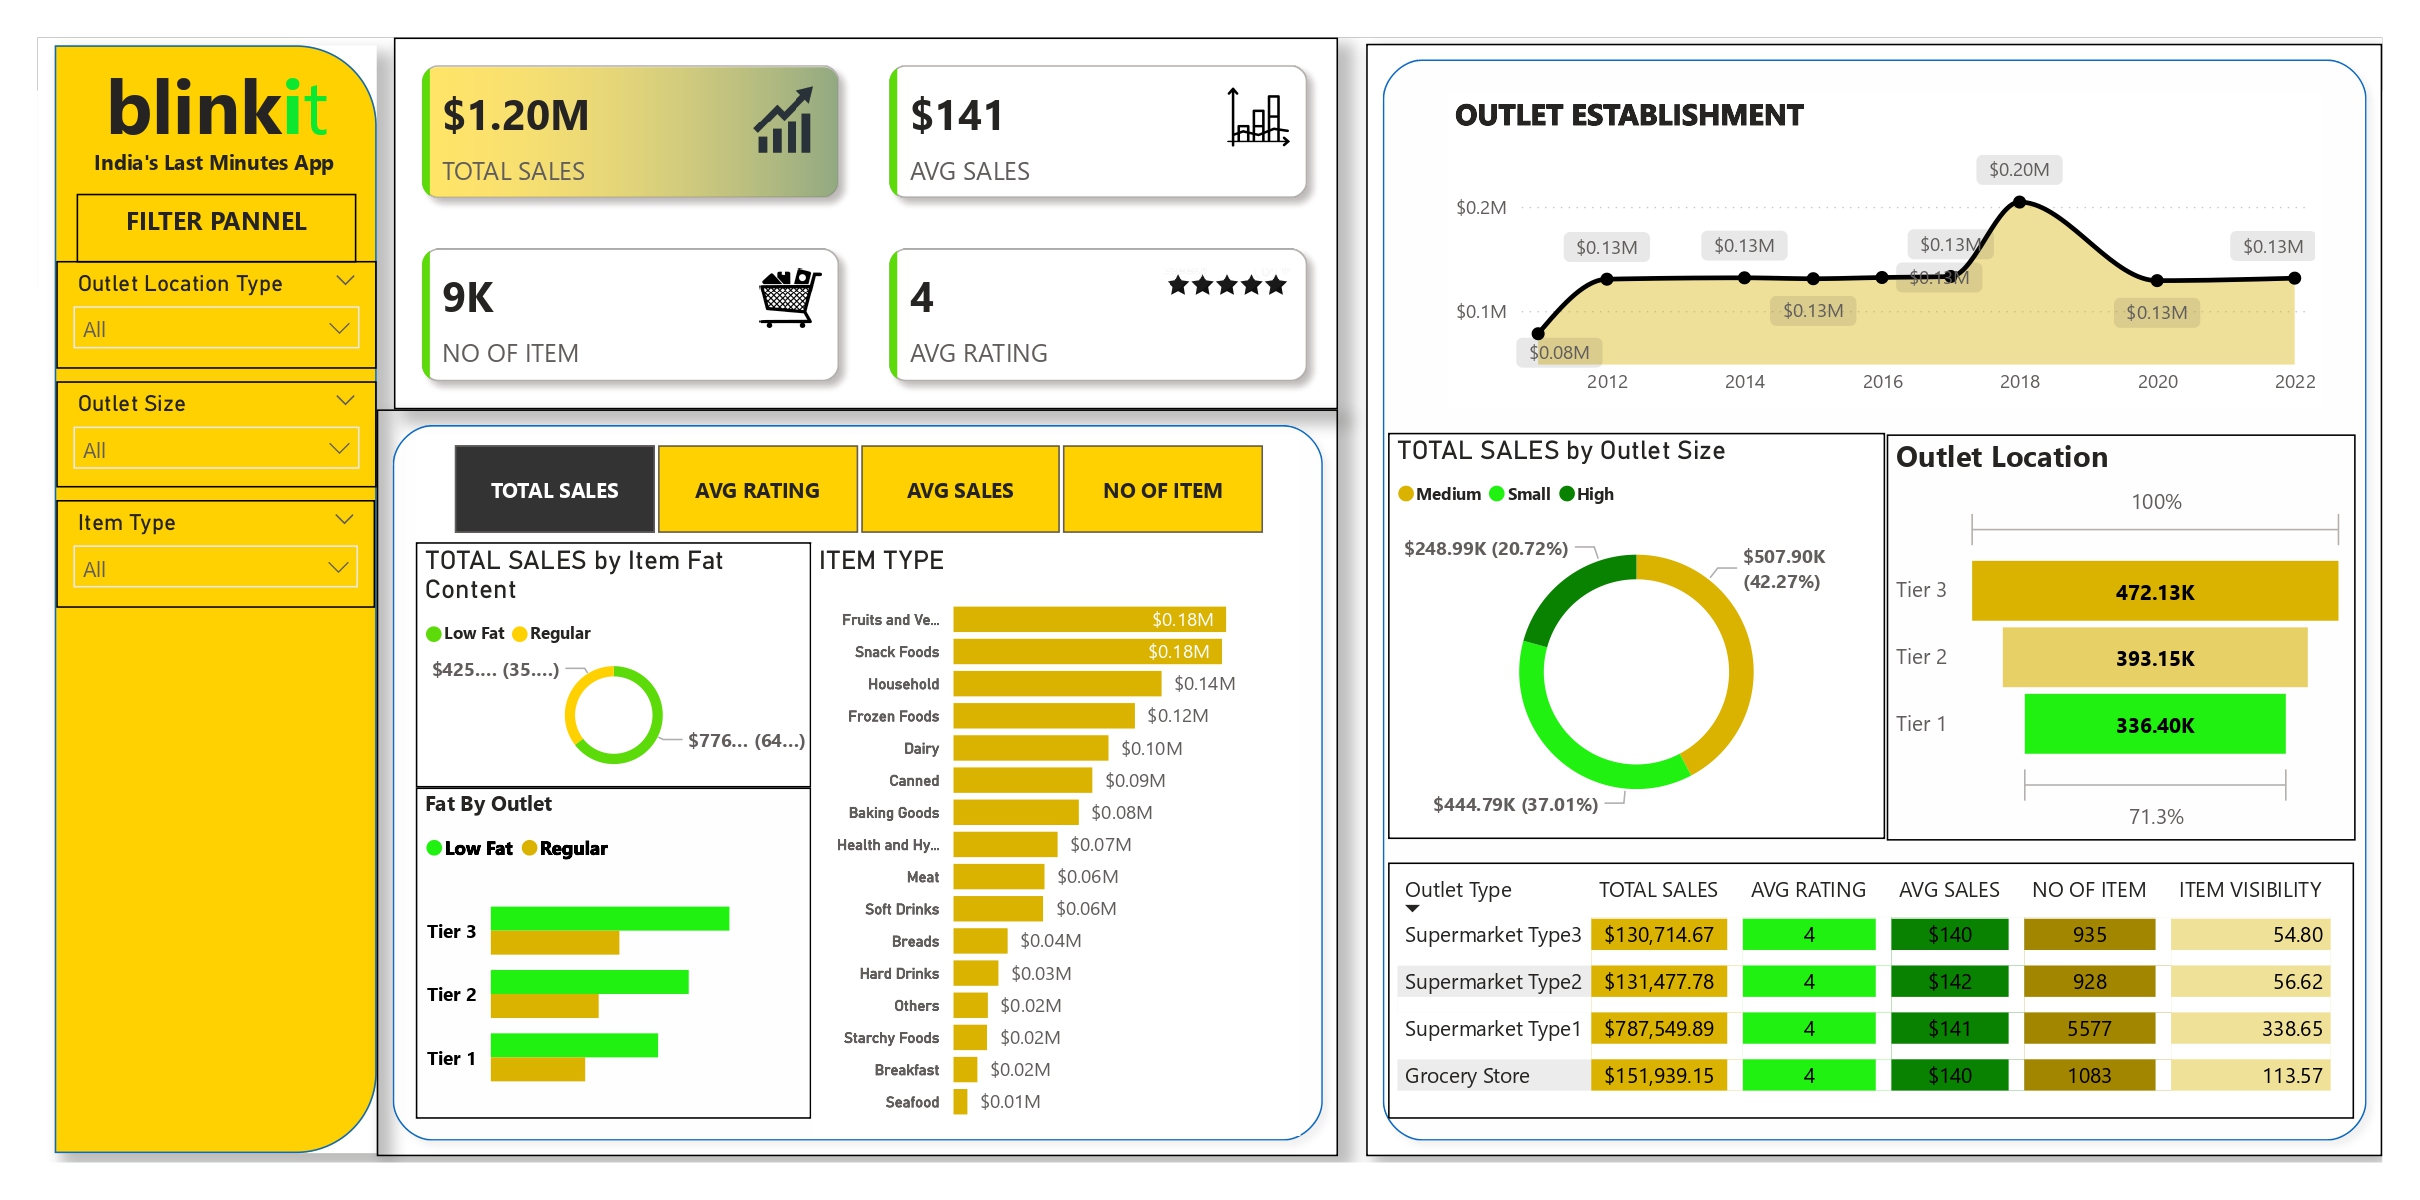 blinkit
India's Last Minutes App
FILTER PANNEL
Outlet Location Type
All
Outlet Size
All
Item Type
All
$1.20M
TOTAL SALES
$141
AVG SALES
9K
NO OF ITEM
4
AVG RATING
TOTAL SALES
AVG RATING
AVG SALES
NO OF ITEM
TOTAL SALES by Item Fat
Content
Low Fat Regular
$425.... (35....)
$776... (64...)
Fat By Outlet
Low Fat Regular
Tier 3
Tier 2
Tier 1
ITEM TYPE
Fruits and Ve... $0.18M
Snack Foods $0.18M
Household $0.14M
Frozen Foods $0.12M
Dairy $0.10M
Canned $0.09M
Baking Goods $0.08M
Health and Hy... $0.07M
Meat $0.06M
Soft Drinks $0.06M
Breads $0.04M
Hard Drinks $0.03M
Others $0.02M
Starchy Foods $0.02M
Breakfast $0.02M
Seafood $0.01M
OUTLET ESTABLISHMENT
$0.20M
$0.2M
$0.13M $0.13M $0.13M $0.13M
$0.13M
$0.1M
$0.13M $0.13M
$0.08M
2012 2014 2016 2018 2020 2022
TOTAL SALES by Outlet Size
Medium Small High
$248.99K (20.72%)
$507.90K
(42.27%)
$444.79K (37.01%)
Outlet Location
100%
Tier 3 472.13K
Tier 2 393.15K
Tier 1 336.40K
71.3%
Outlet Type TOTAL SALES AVG RATING AVG SALES NO OF ITEM ITEM VISIBILITY
Supermarket Type3 $130,714.67 4 $140 935 54.80
Supermarket Type2 $131,477.78 4 $142 928 56.62
Supermarket Type1 $787,549.89 4 $141 5577 338.65
Grocery Store $151,939.15 4 $140 1083 113.57